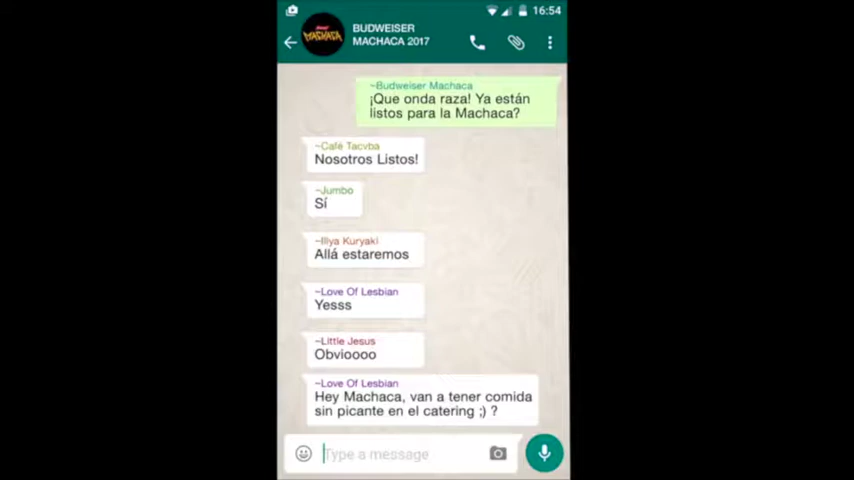 16:54
MACHACA
BUDWEISER
MACHACA 2017
~Budweiser Machaca
¡Que onda raza! Ya están
listos para la Machaca?
~Café Tacvba
Nosotros Listos!
~Jumbo
Sí
~Illya Kuryaki
Allá estaremos
~Love Of Lesbian
Yesss
~Little Jesus
Obvioooo
~Love Of Lesbian
Hey Machaca, van a tener comida
sin picante en el catering ;) ?
Type a message